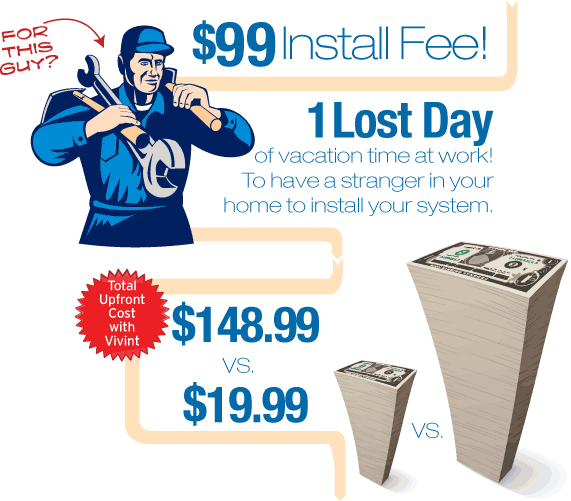 FOR
THIS
GUY?
$99 Install Fee!
1 Lost Day
of vacation time at work!
To have a stranger in your
home to install your system.
Total
Upfront
Cost
with
Vivint
$148.99
vs.
$19.99
vs.